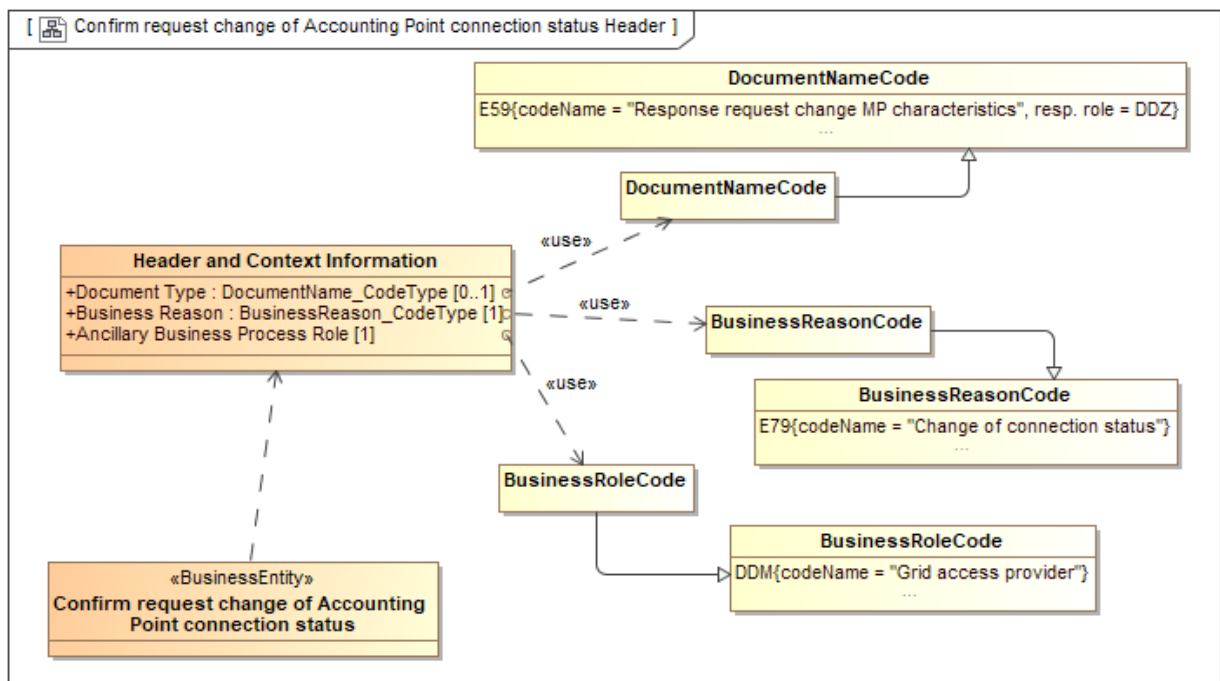 [ Confirm request change of Accounting Point connection status Header ]
DocumentNameCode
E59{codeName = "Response request change MP characteristics", resp. role = DDZ}
...
DocumentNameCode
«use»
Header and Context Information
+Document Type : DocumentName_CodeType [0..1]
+Business Reason : BusinessReason_CodeType [1]
+Ancillary Business Process Role [1]
«use»
BusinessReasonCode
«use»
BusinessReasonCode
E79{codeName = "Change of connection status"}
...
BusinessRoleCode
BusinessRoleCode
DDM{codeName = "Grid access provider"}
...
«BusinessEntity»
Confirm request change of Accounting
Point connection status